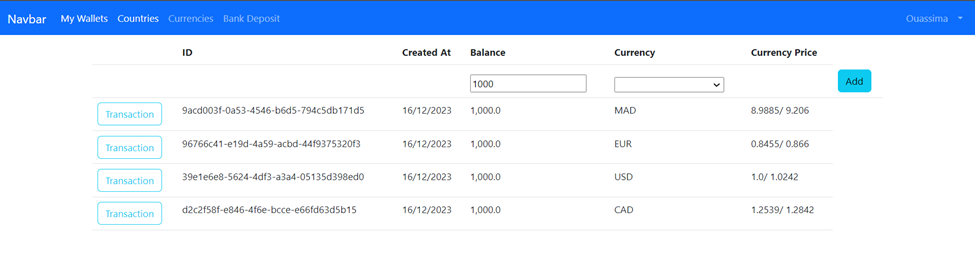 Navbar My Wallets Countries Currencies Bank Deposit Ouassima
ID Created At Balance Currency Currency Price
1000 Add
Transaction 9acd003f-0a53-4546-b6d5-794c5db171d5 16/12/2023 1,000.0 MAD 8.9885/ 9.206
Transaction 96766c41-e19d-4a59-acbd-44f9375320f3 16/12/2023 1,000.0 EUR 0.8455/ 0.866
Transaction 39e1e6e8-5624-4df3-a3a4-05135d398ed0 16/12/2023 1,000.0 USD 1.0/ 1.0242
Transaction d2c2f58f-e846-4f6e-bcce-e66fd63d5b15 16/12/2023 1,000.0 CAD 1.2539/ 1.2842